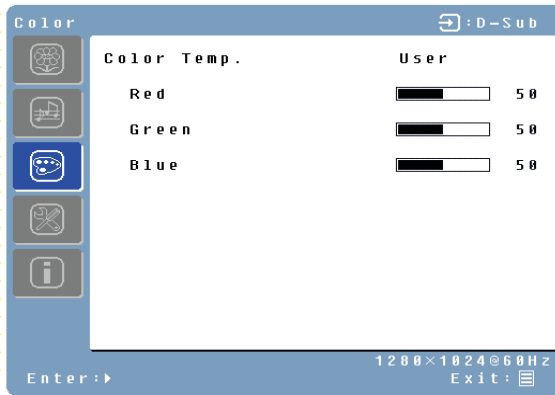 Color :D-Sub
Color Temp. User
Red 50
Green 50
Blue 50
1280×1024@60Hz
Enter: Exit: